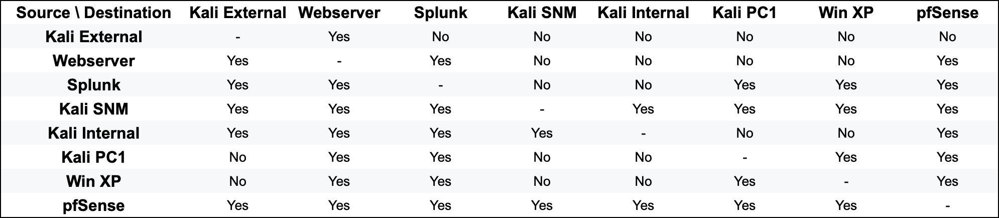 Source \ Destination Kali External Webserver Splunk Kali SNM Kali Internal Kali PC1 Win XP pfSense
Kali External - Yes No No No No No No
Webserver Yes - Yes No No No No Yes
Splunk Yes Yes - No No Yes Yes Yes
Kali SNM Yes Yes Yes - Yes Yes Yes Yes
Kali Internal Yes Yes Yes Yes - No No Yes
Kali PC1 No Yes Yes No No - Yes Yes
Win XP No Yes Yes No No Yes - Yes
pfSense Yes Yes Yes Yes Yes Yes Yes -